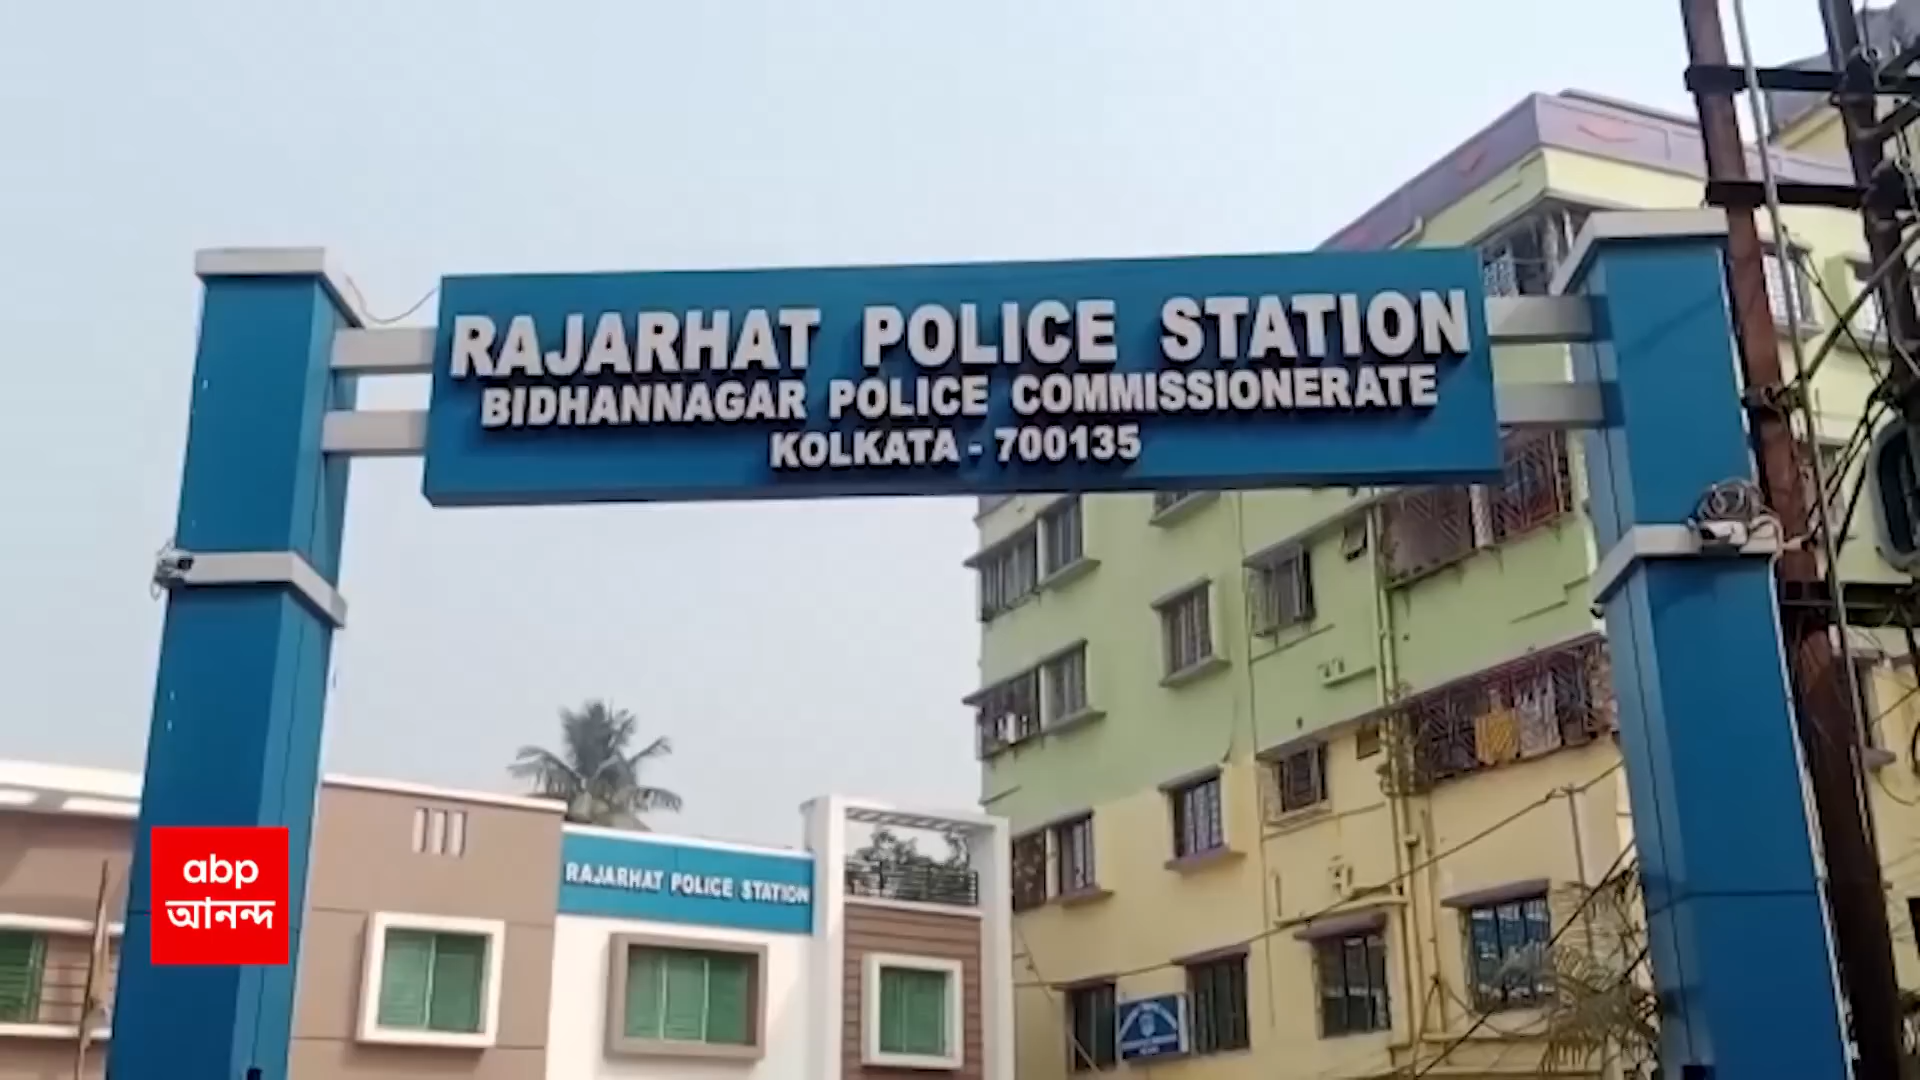 RAJARHAT POLICE STATION
BIDHANNAGAR POLICE COMMISSIONERATE
KOLKATA - 700135
RAJARHAT POLICE STATION
abp
আনন্দ